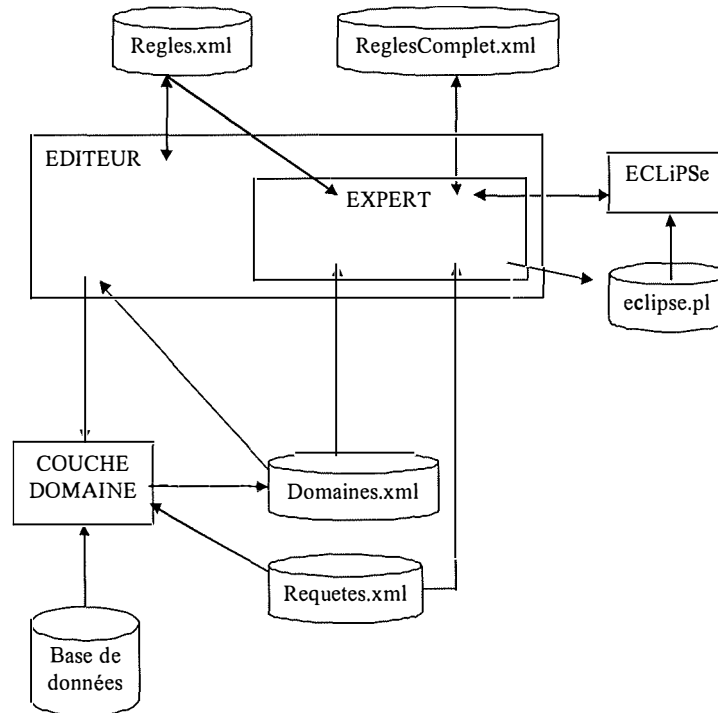 Regles.xml
ReglesComplet.xml
EDITEUR
EXPERT
ECLiPSe
eclipse.pl
COUCHE
DOMAINE
Domaines.xml
Requetes.xml
Base de
données